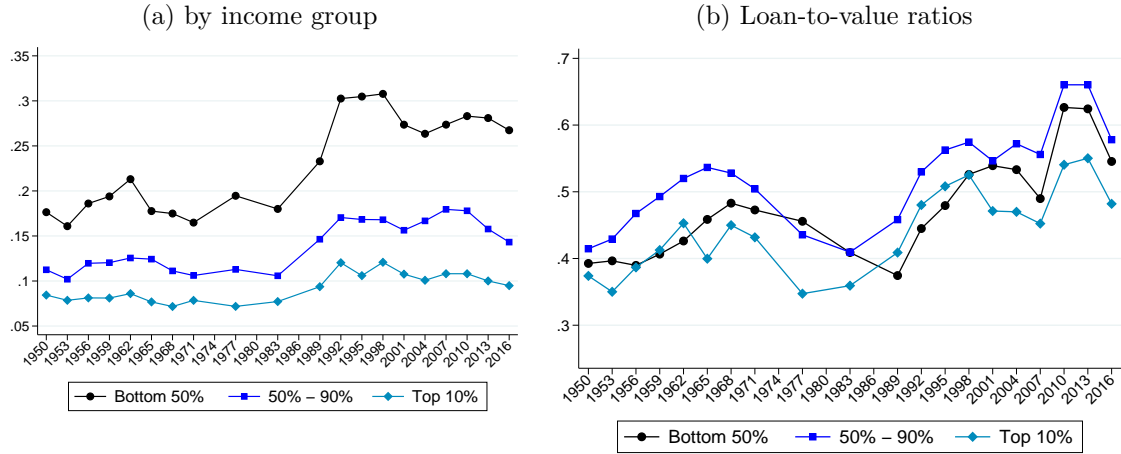 (a) by income group
.35
.3
.25
.2
.15
.1
.05
1950 1953 1956 1959 1962 1965 1968 1971 1974 1977 1980 1983 1986 1989 1992 1995 1998 2001 2004 2007 2010 2013 2016
Bottom 50% 50% − 90% Top 10%
(b) Loan-to-value ratios
.7
.6
.5
.4
.3
1950 1953 1956 1959 1962 1965 1968 1971 1974 1977 1980 1983 1986 1989 1992 1995 1998 2001 2004 2007 2010 2013 2016
Bottom 50% 50% − 90% Top 10%